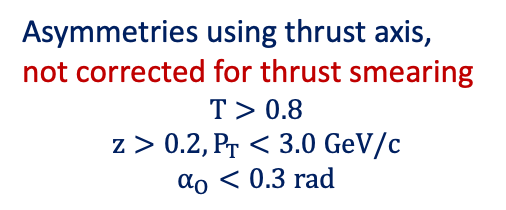 Asymmetries using thrust axis,
not corrected for thrust smearing
T > 0.8
z > 0.2, P_T < 3.0 GeV/c
α_O < 0.3 rad